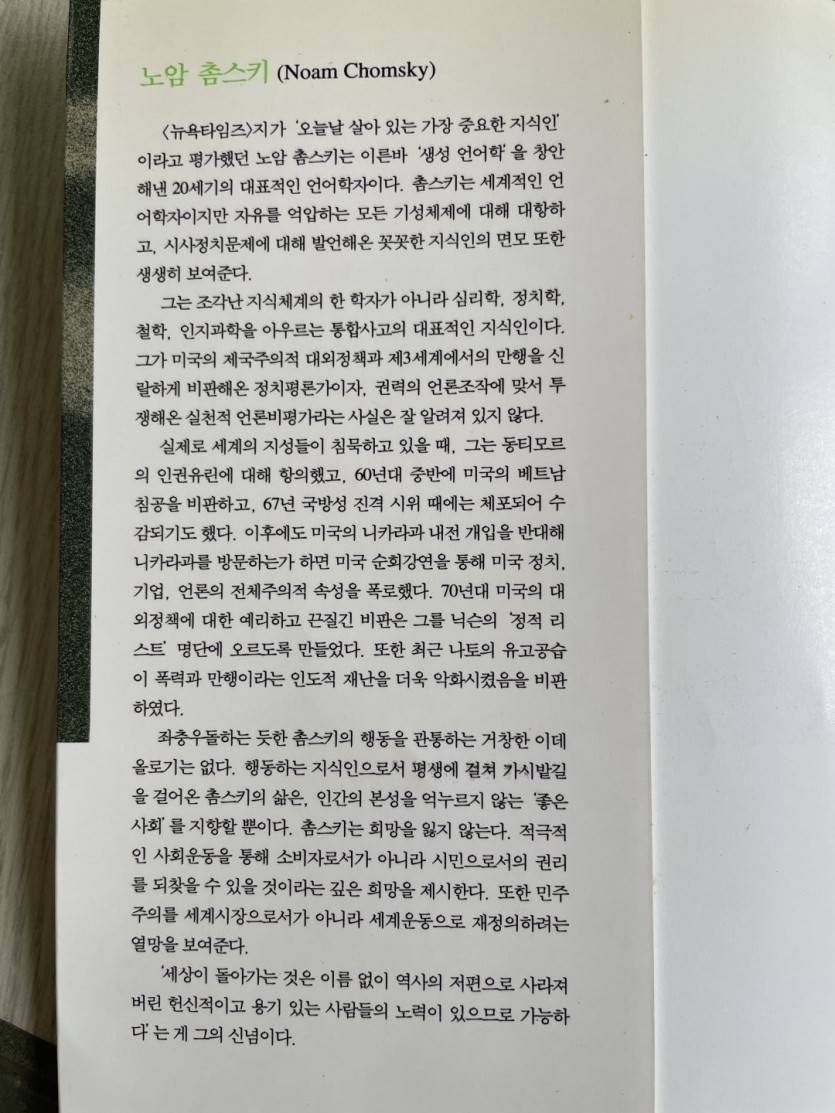 노암 촘스키 (Noam Chomsky)
〈뉴욕타임즈〉지가 '오늘날 살아 있는 가장 중요한 지식인'
이라고 평가했던 노암 촘스키는 이른바 '생성 언어학'을 창안
해낸 20세기의 대표적인 언어학자이다. 촘스키는 세계적인 언
어학자이지만 자유를 억압하는 모든 기성체제에 대해 대항하
고, 시사정치문제에 대해 발언해온 꼿꼿한 지식인의 면모 또한
생생히 보여준다.
그는 조각난 지식체계의 한 학자가 아니라 심리학, 정치학,
철학, 인지과학을 아우르는 통합사고의 대표적인 지식인이다.
그가 미국의 제국주의적 대외정책과 제3세계에서의 만행을 신
랄하게 비판해온 정치평론가이자, 권력의 언론조작에 맞서 투
쟁해온 실천적 언론비평가라는 사실은 잘 알려져 있지 않다.
실제로 세계의 지성들이 침묵하고 있을 때, 그는 동티모르
의 인권유린에 대해 항의했고, 60년대 중반에 미국의 베트남
침공을 비판하고, 67년 국방성 진격 시위 때에는 체포되어 수
감되기도 했다. 이후에도 미국의 니카라과 내전 개입을 반대해
니카라과를 방문하는가 하면 미국 순회강연을 통해 미국 정치,
기업, 언론의 전체주의적 속성을 폭로했다. 70년대 미국의 대
외정책에 대한 예리하고 끈질긴 비판은 그를 닉슨의 '정적 리
스트' 명단에 오르도록 만들었다. 또한 최근 나토의 유고공습
이 폭력과 만행이라는 인도적 재난을 더욱 악화시켰음을 비판
하였다.
좌충우돌하는 듯한 촘스키의 행동을 관통하는 거창한 이데
올로기는 없다. 행동하는 지식인으로서 평생에 걸쳐 가시밭길
을 걸어온 촘스키의 삶은, 인간의 본성을 억누르지 않는 '좋은
사회'를 지향할 뿐이다. 촘스키는 희망을 잃지 않는다. 적극적
인 사회운동을 통해 소비자로서가 아니라 시민으로서의 권리
를 되찾을 수 있을 것이라는 깊은 희망을 제시한다. 또한 민주
주의를 세계시장으로서가 아니라 세계운동으로 재정의하려는
열망을 보여준다.
'세상이 돌아가는 것은 이름 없이 역사의 저편으로 사라져
버린 헌신적이고 용기 있는 사람들의 노력이 있으므로 가능하
다'는 게 그의 신념이다.